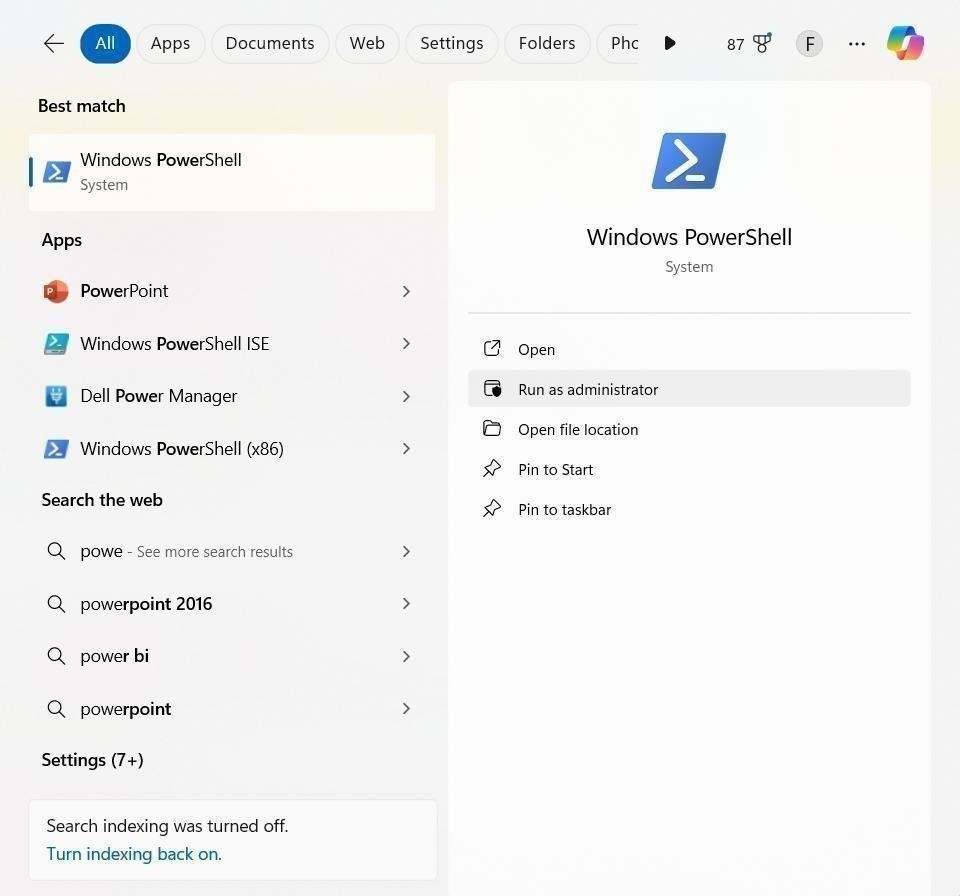 All Apps Documents Web Settings Folders Phc 87 F
Best match
Windows PowerShell
System
Apps
PowerPoint
Windows PowerShell ISE
Dell Power Manager
Windows PowerShell (x86)
Search the web
powe - See more search results
powerpoint 2016
power bi
powerpoint
Settings (7+)
Search indexing was turned off.
Turn indexing back on.
Windows PowerShell
System
Open
Run as administrator
Open file location
Pin to Start
Pin to taskbar